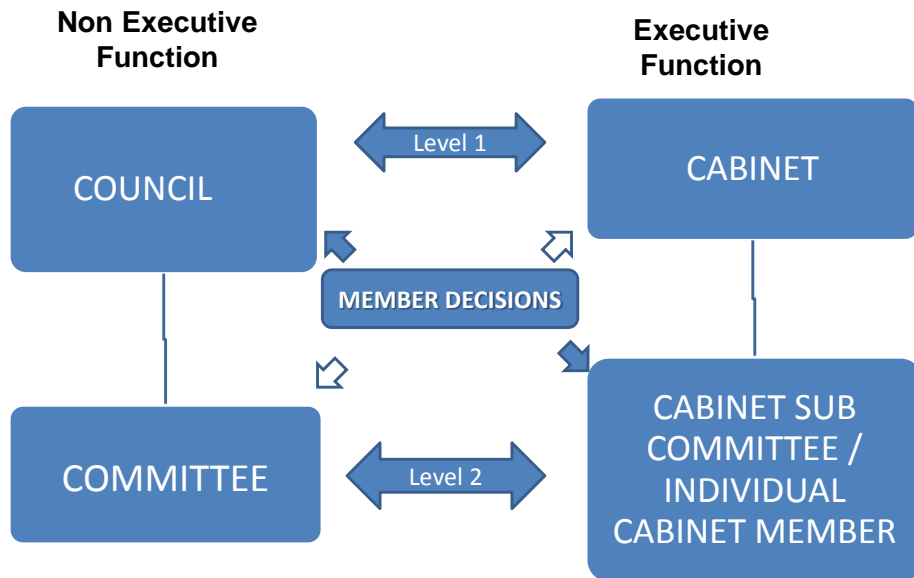 Non Executive
Function
Executive
Function
COUNCIL
Level 1
CABINET
MEMBER DECISIONS
COMMITTEE
Level 2
CABINET SUB
COMMITTEE /
INDIVIDUAL
CABINET MEMBER